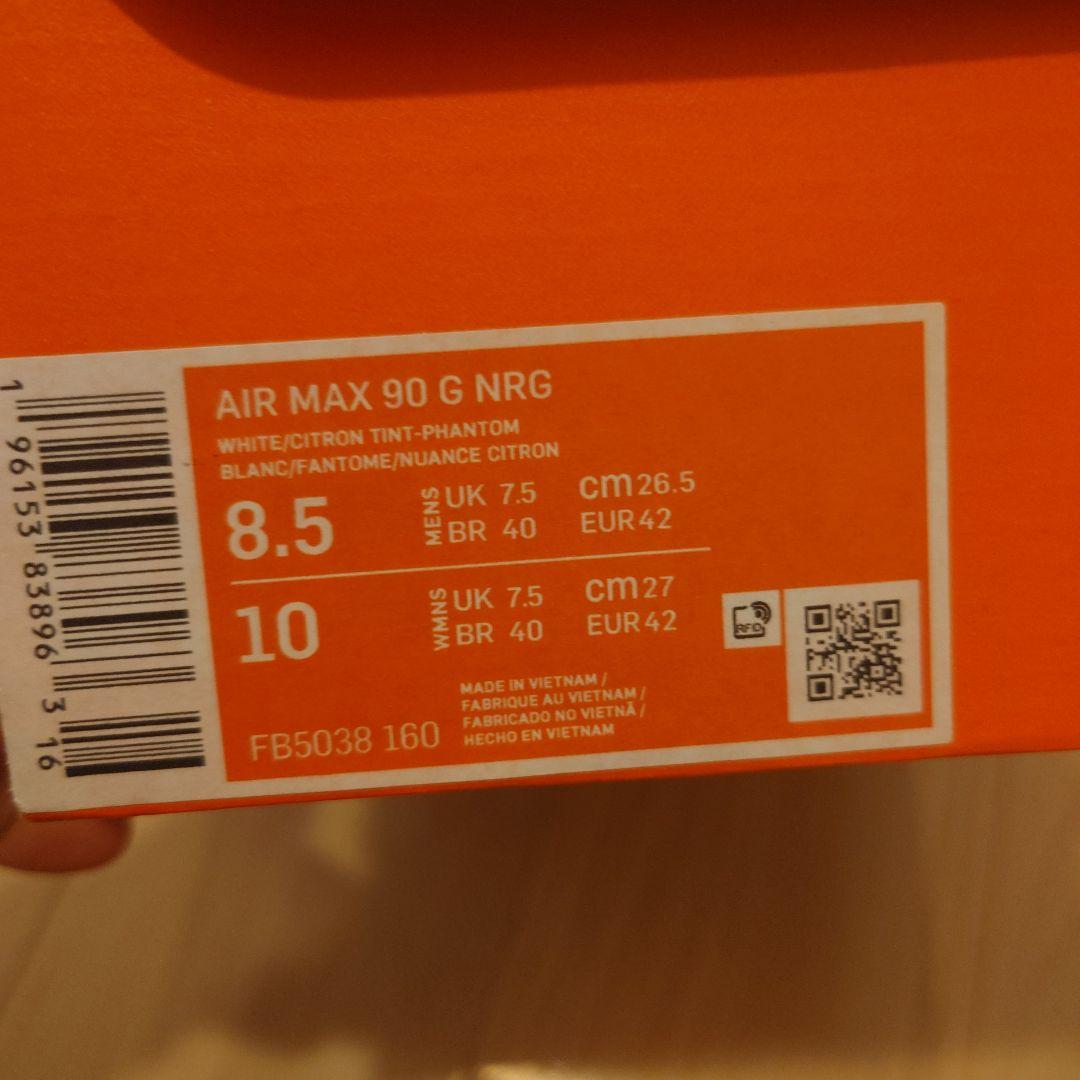 AIR MAX 90 G NRG
WHITE/CITRON TINT-PHANTOM
BLANC/FANTOME/NUANCE CITRON
8.5
MENS
UK 7.5
cm 26.5
BR 40
EUR 42
10
WMNS
UK 7.5
cm 27
BR 40
EUR 42
RFID
MADE IN VIETNAM /
FABRIQUE AU VIETNAM /
FABRICADO NO VIETNÃ /
HECHO EN VIETNAM
FB5038 160
1 96153 83896 3 16